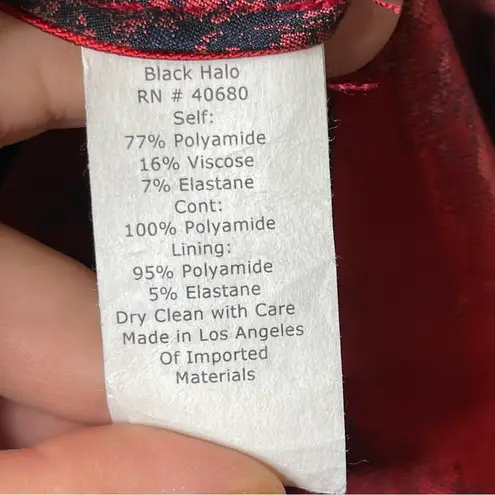 Black Halo
RN # 40680
Self:
77% Polyamide
16% Viscose
7% Elastane
Cont:
100% Polyamide
Lining:
95% Polyamide
5% Elastane
Dry Clean with Care
Made in Los Angeles
Of Imported
Materials